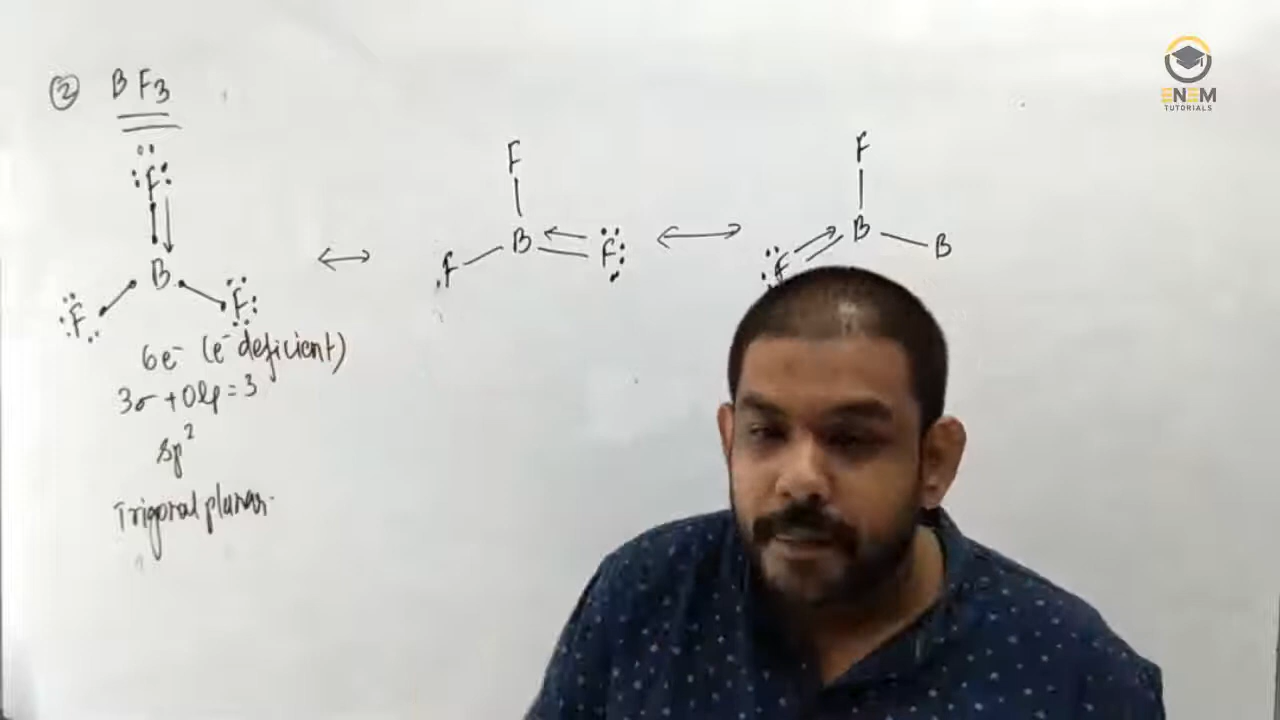 ② BF3
F
B
F F
6e⁻ (e⁻ deficient)
3σ + 0lp = 3
sp²
Trigonal planar
F
B
F F
F
B B
F
ENEM
TUTORIALS